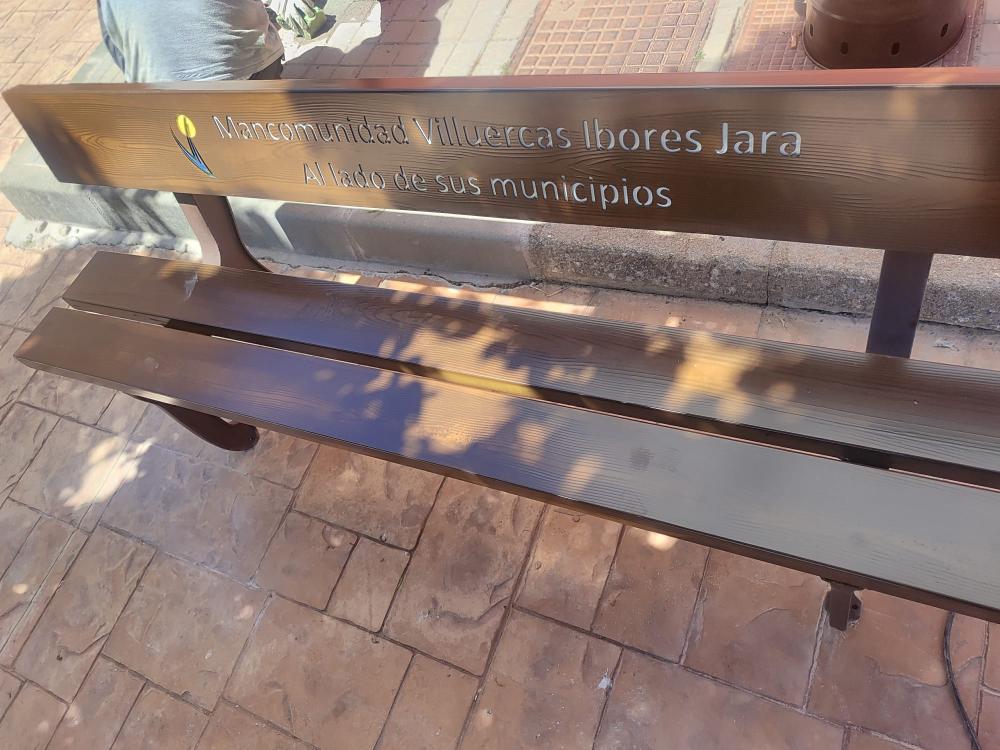 Mancomunidad Villuercas Ibores Jara
Al lado de sus municipios